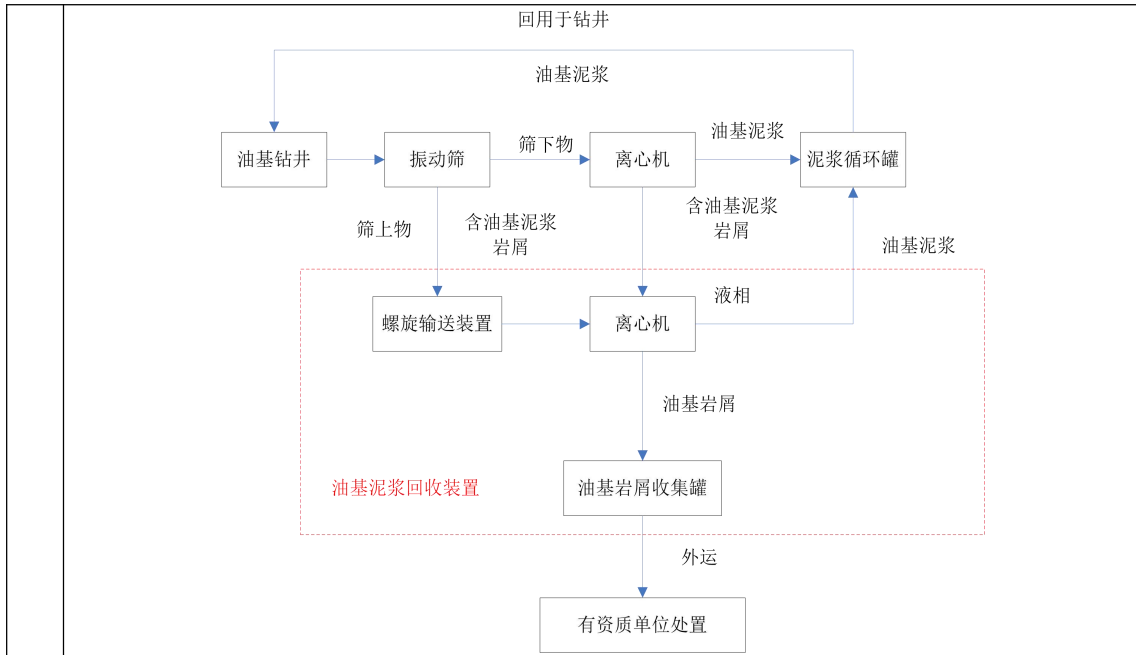 回用于钻井
油基泥浆
油基钻井
振动筛
筛下物
离心机
油基泥浆
泥浆循环罐
筛上物
含油基泥浆
岩屑
含油基泥浆
岩屑
油基泥浆
螺旋输送装置
离心机
液相
油基岩屑
油基泥浆回收装置
油基岩屑收集罐
外运
有资质单位处置